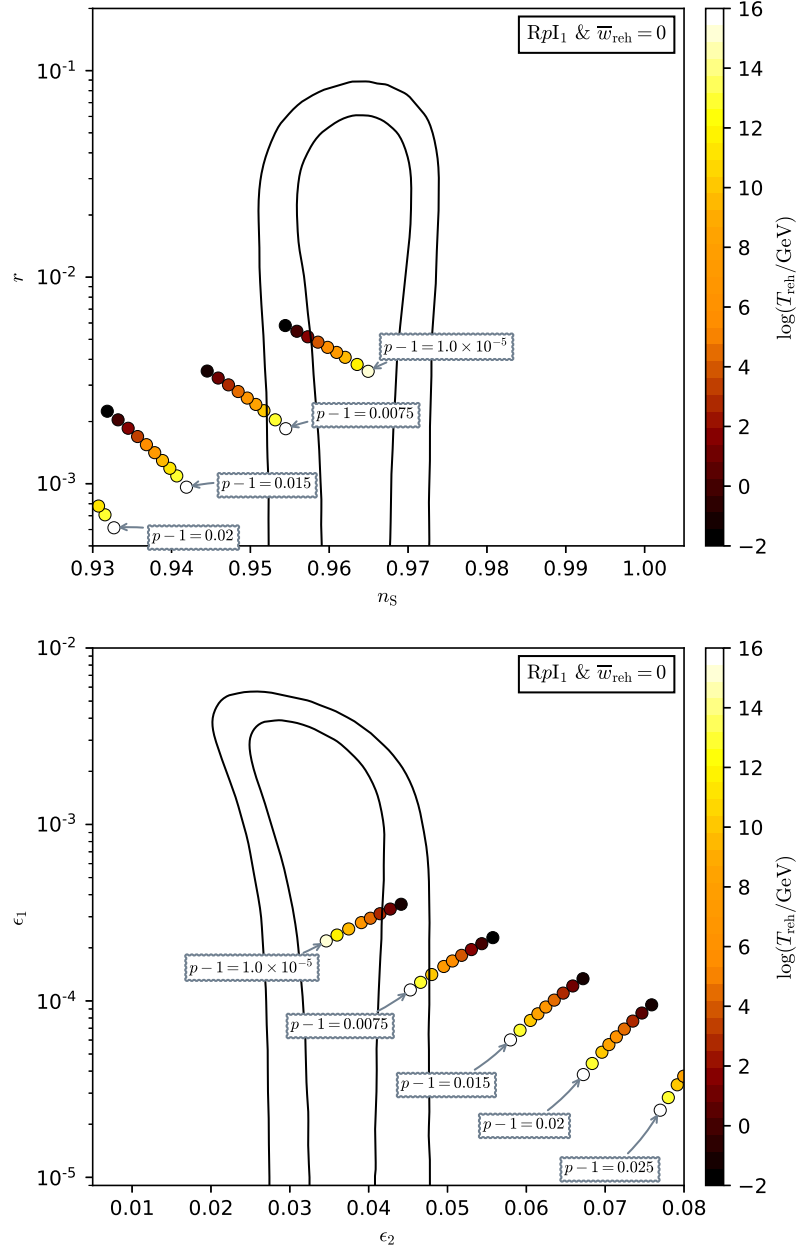 RpI₁ & w̅_reh = 0
10⁻¹
10⁻²
10⁻³
r
p − 1 = 1.0 × 10⁻⁵
p − 1 = 0.0075
p − 1 = 0.015
p − 1 = 0.02
0.93 0.94 0.95 0.96 0.97 0.98 0.99 1.00
n_S
16
14
12
10
8
6
4
2
0
−2
log(T_reh/GeV)
RpI₁ & w̅_reh = 0
10⁻²
10⁻³
10⁻⁴
10⁻⁵
ϵ₁
p − 1 = 1.0 × 10⁻⁵
p − 1 = 0.0075
p − 1 = 0.015
p − 1 = 0.02
p − 1 = 0.025
0.01 0.02 0.03 0.04 0.05 0.06 0.07 0.08
ϵ₂
16
14
12
10
8
6
4
2
0
−2
log(T_reh/GeV)